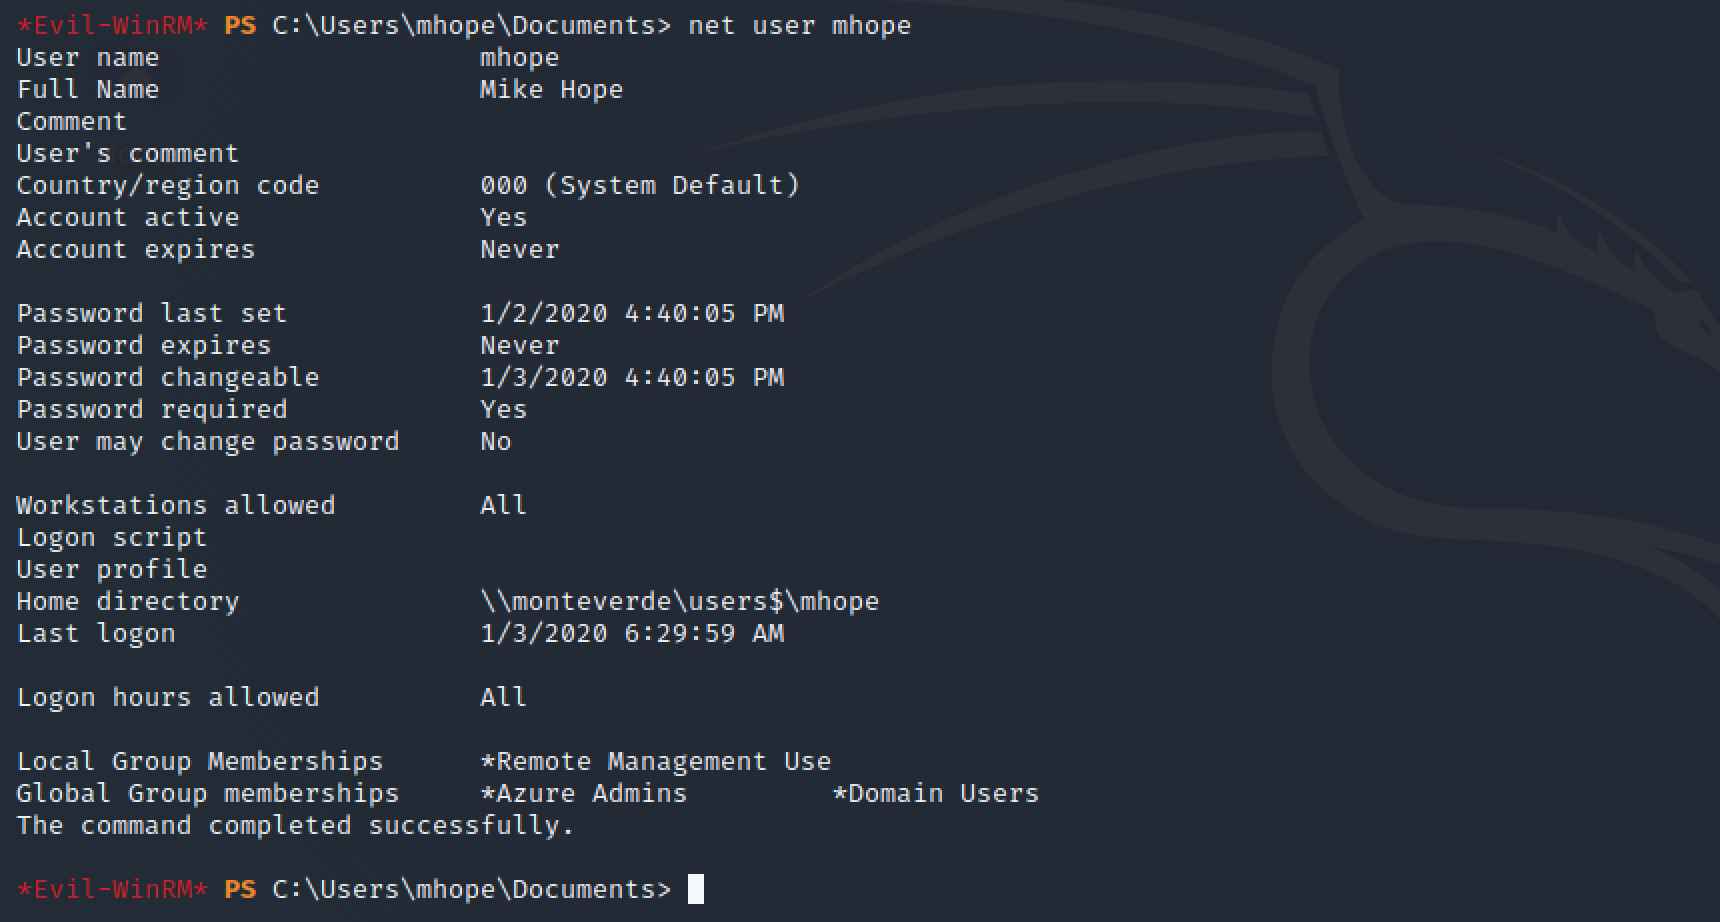 *Evil-WinRM* PS C:\Users\mhope\Documents> net user mhope
User name                    mhope
Full Name                    Mike Hope
Comment
User's comment
Country/region code          000 (System Default)
Account active               Yes
Account expires              Never

Password last set            1/2/2020 4:40:05 PM
Password expires             Never
Password changeable          1/3/2020 4:40:05 PM
Password required            Yes
User may change password     No

Workstations allowed         All
Logon script
User profile
Home directory               \\monteverde\users$\mhope
Last logon                   1/3/2020 6:29:59 AM

Logon hours allowed          All

Local Group Memberships      *Remote Management Use
Global Group memberships     *Azure Admins         *Domain Users
The command completed successfully.

*Evil-WinRM* PS C:\Users\mhope\Documents>